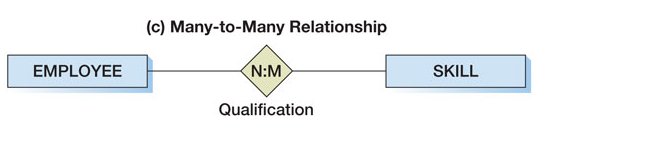 (c) Many-to-Many Relationship
EMPLOYEE
N:M
SKILL
Qualification